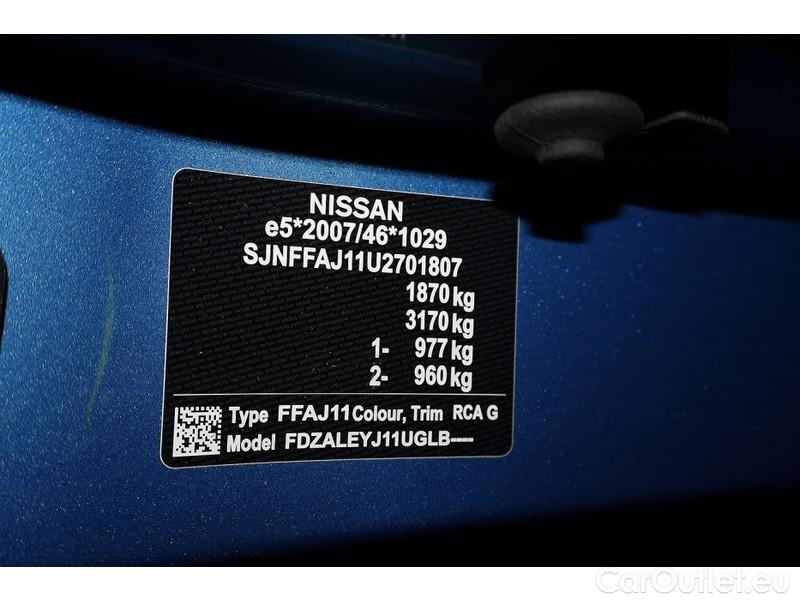 NISSAN
e5*2007/46*1029
SJNFFAJ11U2701807
1870 kg
3170 kg
1- 977 kg
2- 960 kg
Type FFAJ11 Colour, Trim RCA G
Model FDZALEYJ11UGLB----
CarOutlet.eu